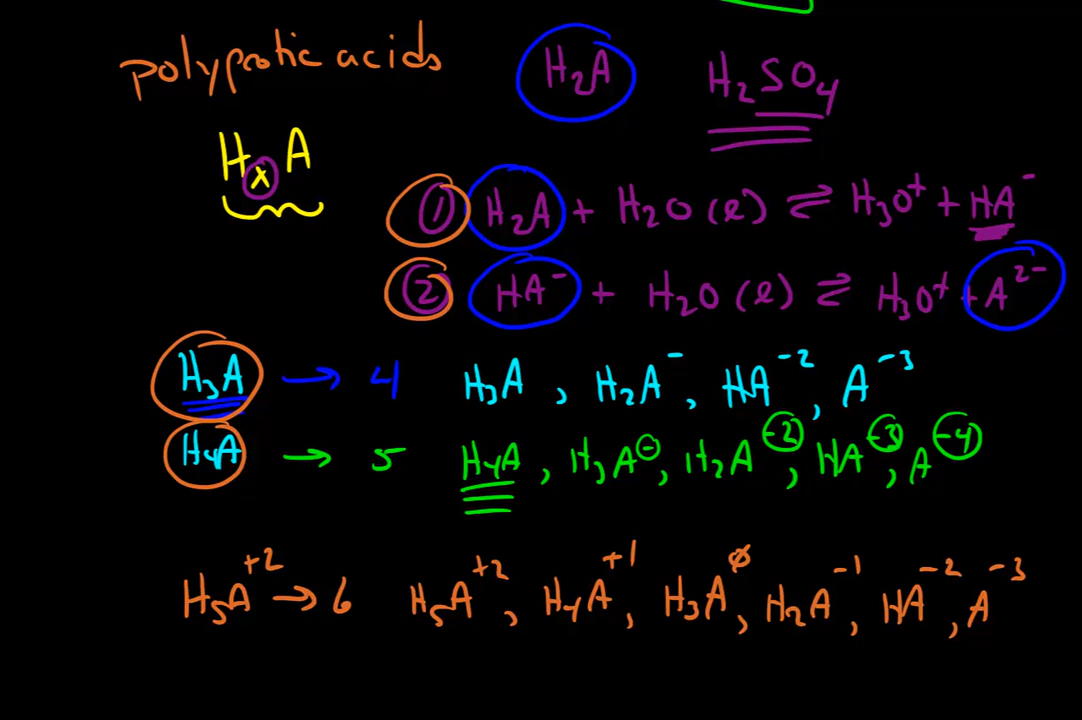 polyprotic acids H₂A H₂SO₄
HₓA
① H₂A + H₂O (l) ⇌ H₃O⁺ + HA⁻
② HA⁻ + H₂O (l) ⇌ H₃O⁺ + A²⁻
H₃A → 4 H₃A , H₂A⁻ , HA⁻² , A⁻³
H₄A → 5 H₄A , H₃A⁻ , H₂A⁻² , HA⁻³ , A⁻⁴
H₅A⁺² → 6 H₅A⁺² , H₄A⁺¹ , H₃A⁰ , H₂A⁻¹ , HA⁻² , A⁻³